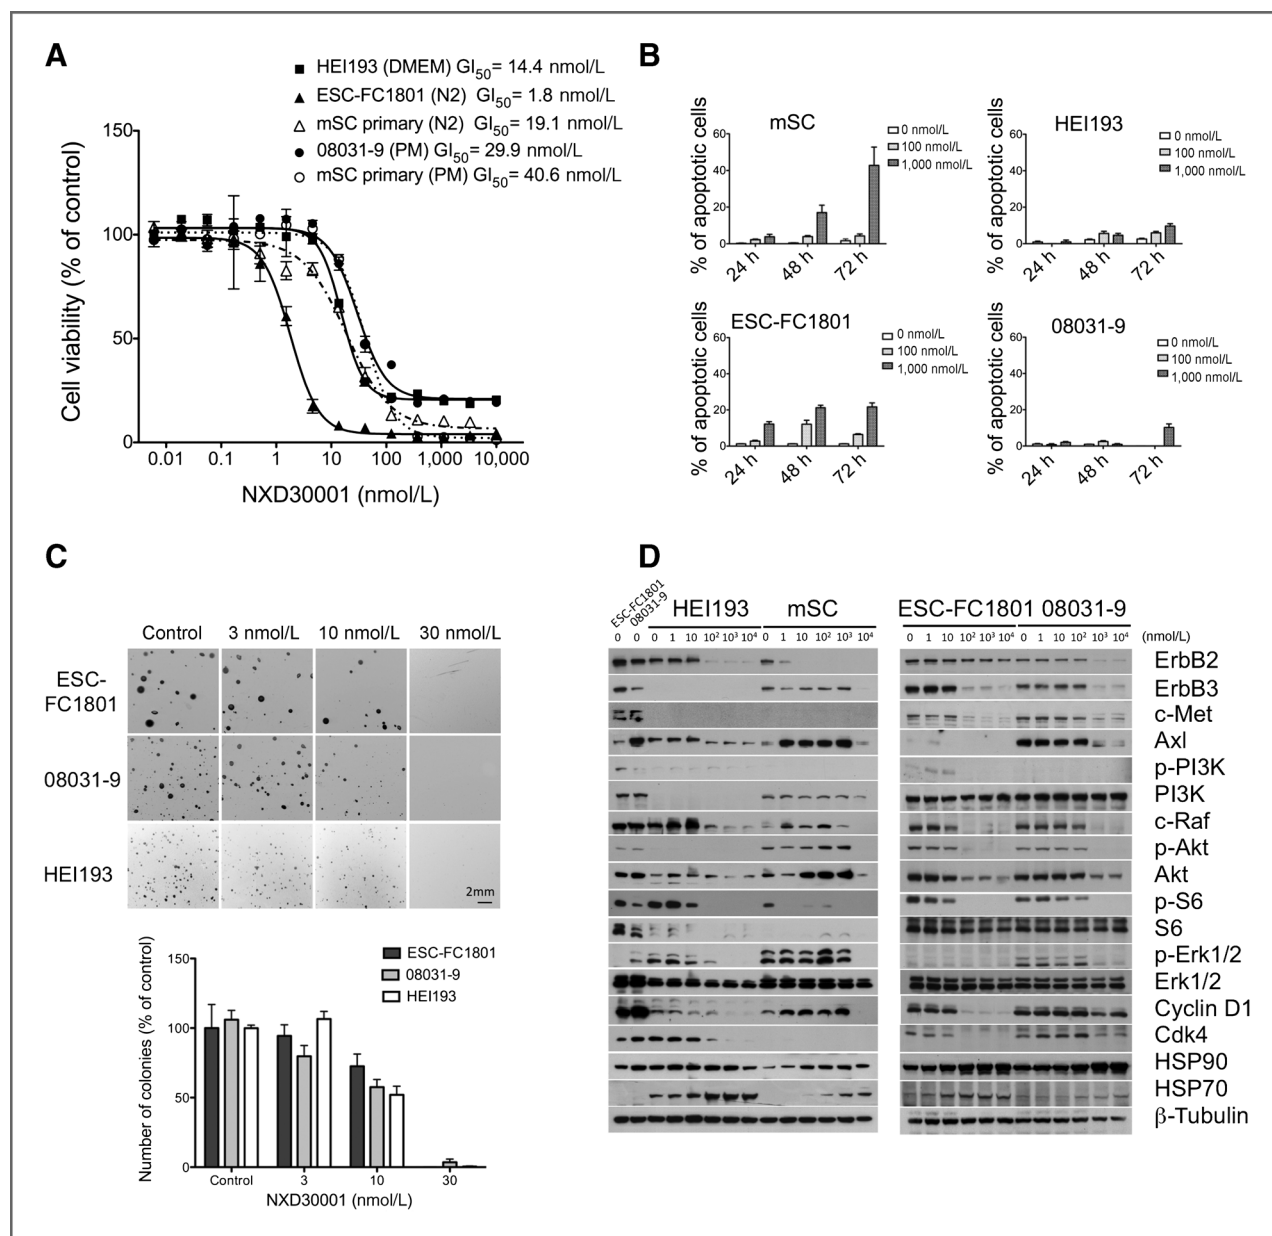 A
HEI193 (DMEM) GI50= 14.4 nmol/L
ESC-FC1801 (N2) GI50= 1.8 nmol/L
mSC primary (N2) GI50= 19.1 nmol/L
08031-9 (PM) GI50= 29.9 nmol/L
mSC primary (PM) GI50= 40.6 nmol/L
Cell viability (% of control)
150
100
50
0
0.01 0.1 1 10 100 1,000 10,000
NXD30001 (nmol/L)
B
mSC
% of apoptotic cells
60
40
20
0
24 h 48 h 72 h
0 nmol/L
100 nmol/L
1,000 nmol/L
HEI193
% of apoptotic cells
60
40
20
0
24 h 48 h 72 h
0 nmol/L
100 nmol/L
1,000 nmol/L
ESC-FC1801
% of apoptotic cells
60
40
20
0
24 h 48 h 72 h
0 nmol/L
100 nmol/L
1,000 nmol/L
08031-9
% of apoptotic cells
60
40
20
0
24 h 48 h 72 h
0 nmol/L
100 nmol/L
1,000 nmol/L
C
Control 3 nmol/L 10 nmol/L 30 nmol/L
ESC-
FC1801
08031-9
HEI193
2mm
Number of colonies (% of control)
150
100
50
0
ESC-FC1801
08031-9
HEI193
Control 3 10 30
NXD30001 (nmol/L)
D
ESC-FC1801
08031-9
HEI193 mSC ESC-FC1801 08031-9
0 0 0 1 10 10² 10³ 10⁴ 0 1 10 10² 10³ 10⁴ 0 1 10 10² 10³ 10⁴ 0 1 10 10² 10³ 10⁴ (nmol/L)
ErbB2
ErbB3
c-Met
Axl
p-PI3K
PI3K
c-Raf
p-Akt
Akt
p-S6
S6
p-Erk1/2
Erk1/2
Cyclin D1
Cdk4
HSP90
HSP70
β-Tubulin